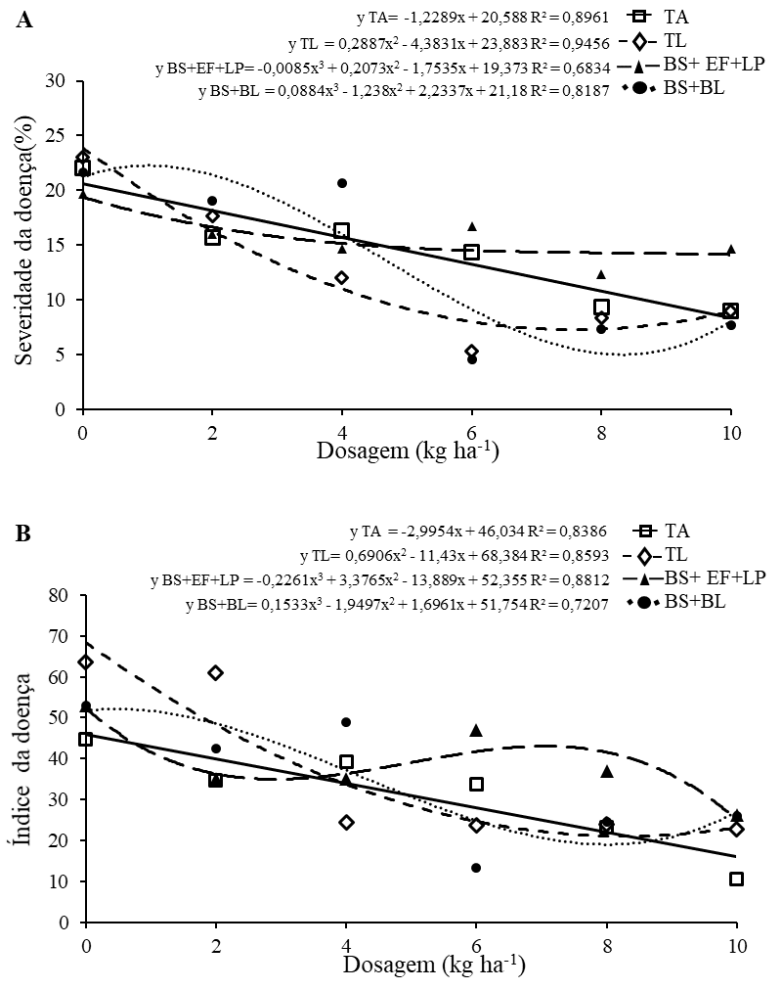 A
y TA= -1,2289x + 20,588 R² = 0,8961
TA
y TL = 0,2887x² - 4,3831x + 23,883 R² = 0,9456
TL
y BS+EF+LP= -0,0085x³ + 0,2073x² - 1,7535x + 19,373 R² = 0,6834
BS+ EF+LP
y BS+BL = 0,0884x³ - 1,238x² + 2,2337x + 21,18 R² = 0,8187
BS+BL
Severidade da doença(%)
30
25
20
15
10
5
0
0 2 4 6 8 10
Dosagem (kg ha⁻¹)
B
y TA = -2,9954x + 46,034 R² = 0,8386
TA
y TL= 0,6906x² - 11,43x + 68,384 R² = 0,8593
TL
y BS+EF+LP = -0,2261x³ + 3,3765x² - 13,889x + 52,355 R² = 0,8812
BS+ EF+LP
y BS+BL= 0,1533x³ - 1,9497x² + 1,6961x + 51,754 R² = 0,7207
BS+BL
Índice da doença
80
70
60
50
40
30
20
10
0
0 2 4 6 8 10
Dosagem (kg ha⁻¹)